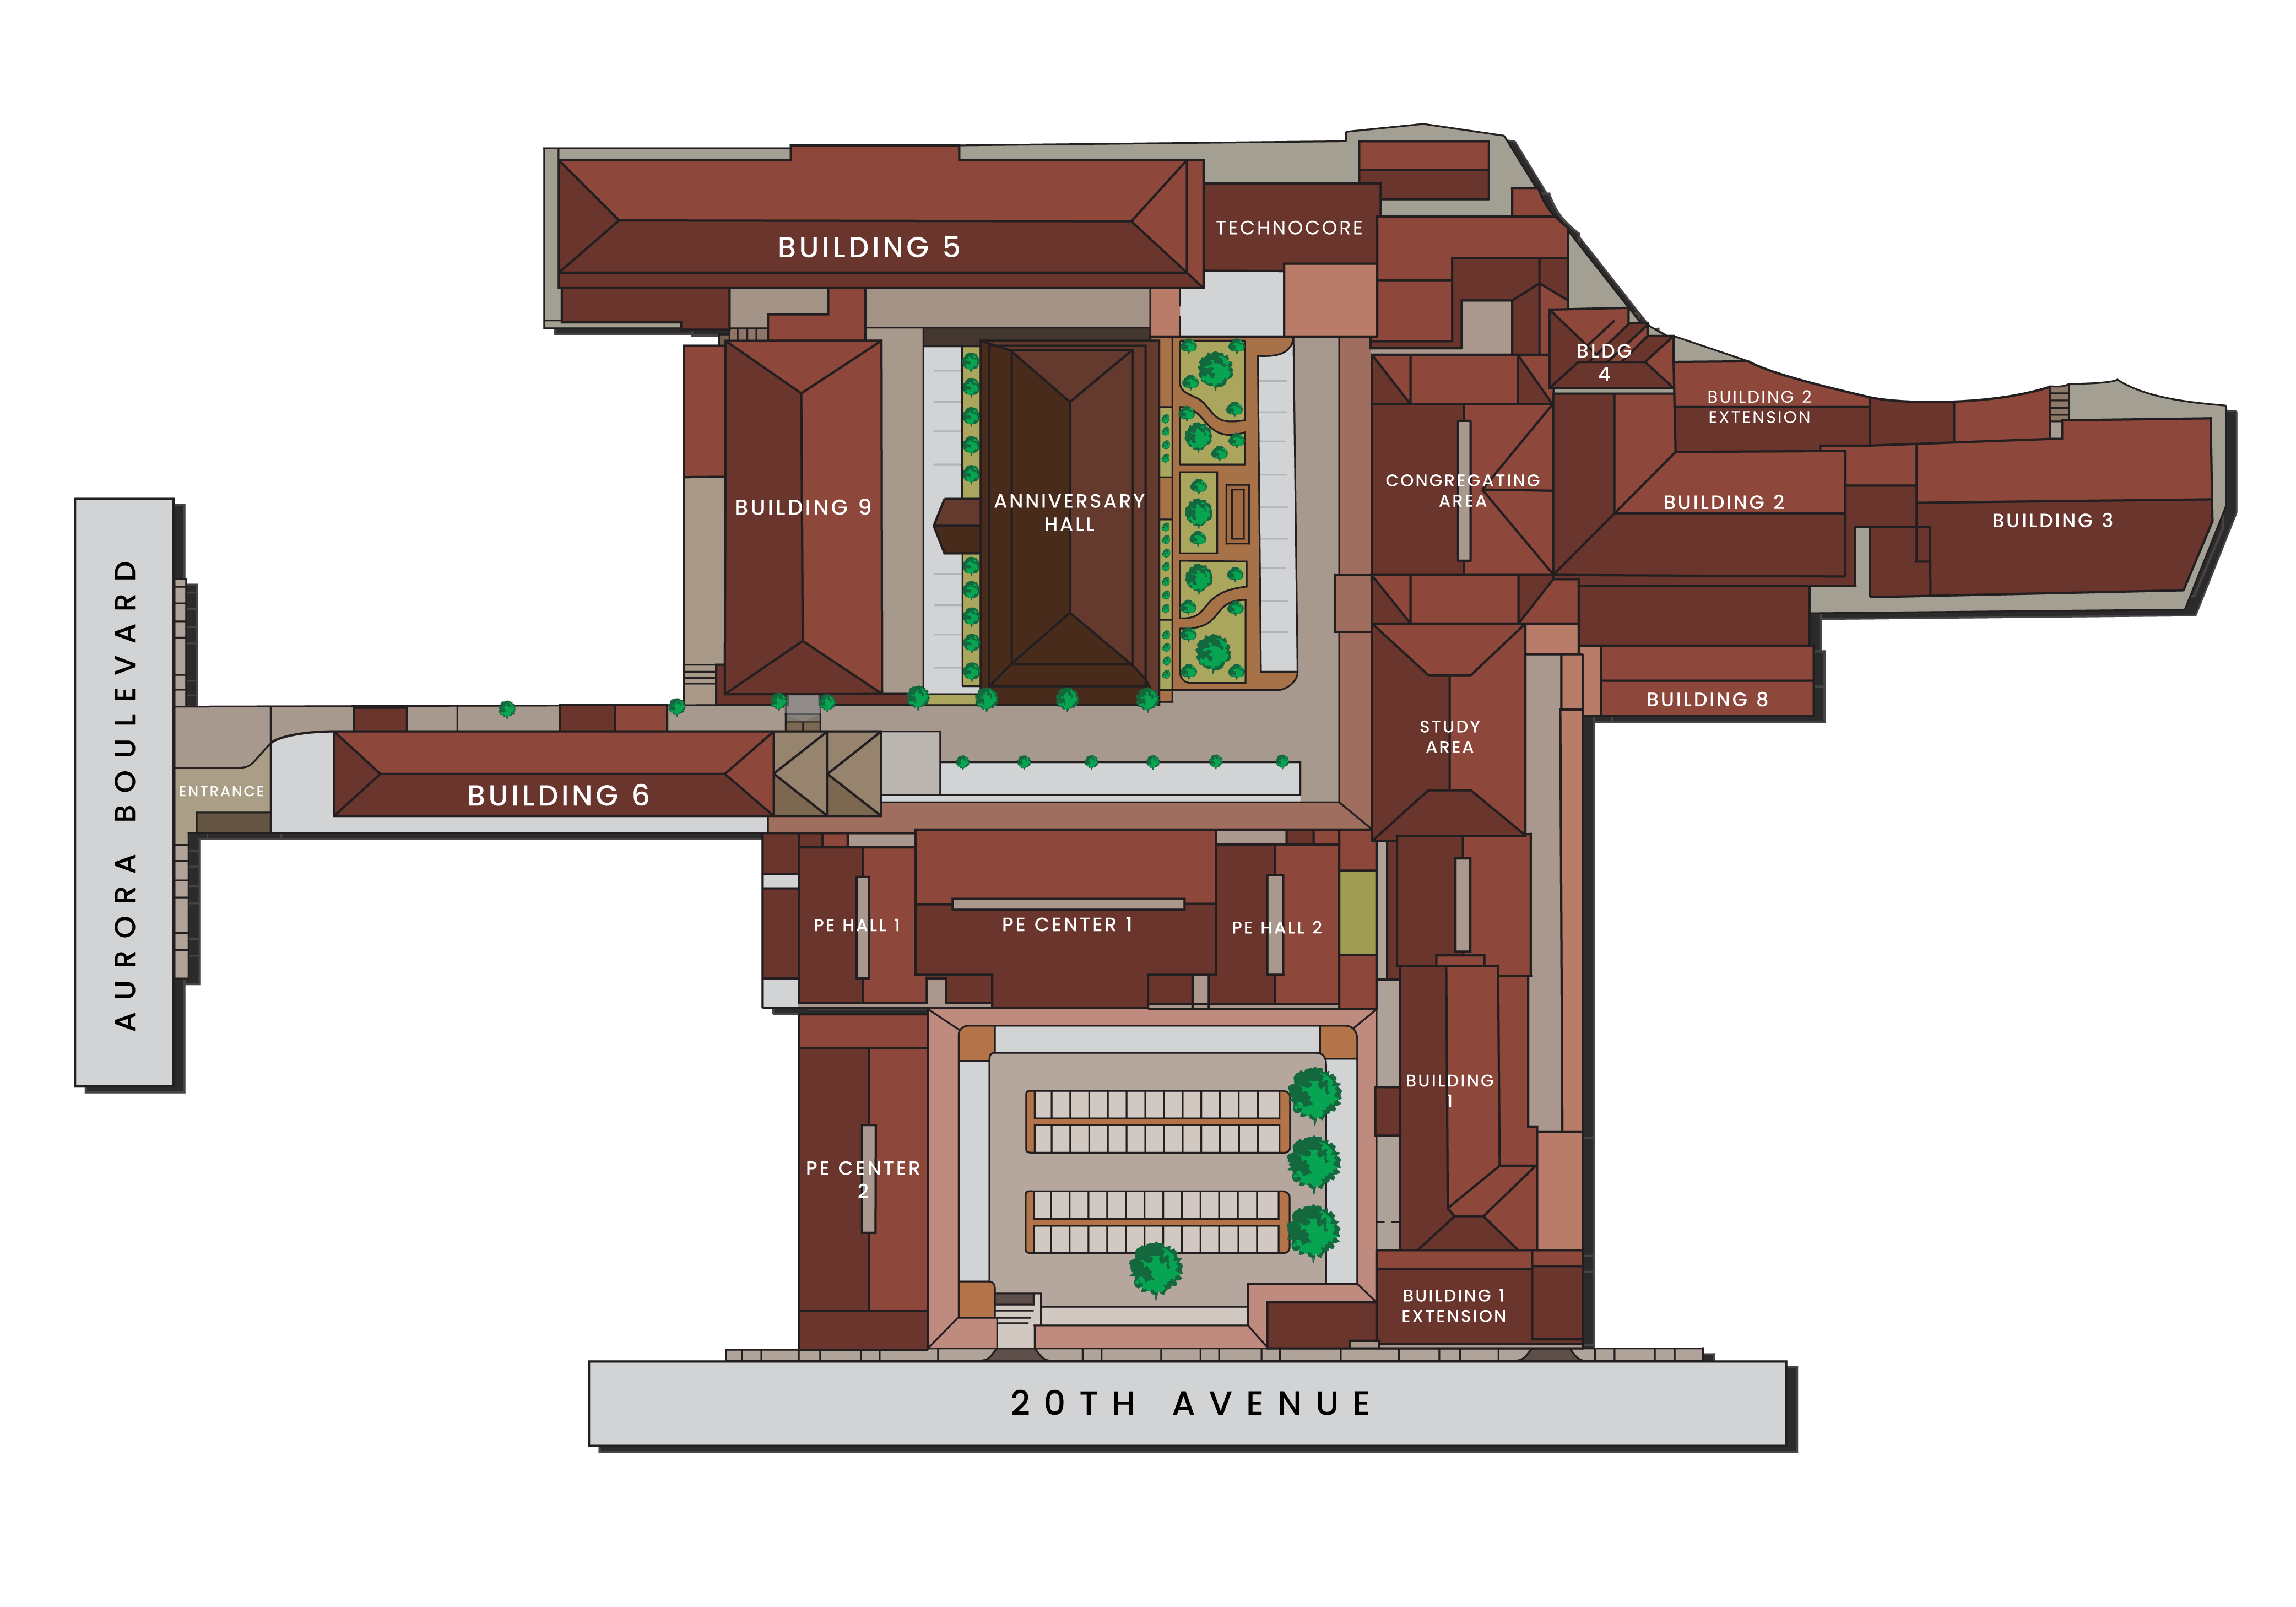 BUILDING 5
TECHNOCORE
BLDG
4
BUILDING 2
EXTENSION
BUILDING 9
ANNIVERSARY
HALL
CONGREGATING
AREA
BUILDING 2
BUILDING 3
BUILDING 8
STUDY
AREA
AURORA BOULEVARD
ENTRANCE
BUILDING 6
PE HALL 1
PE CENTER 1
PE HALL 2
BUILDING
1
PE CENTER
2
BUILDING 1
EXTENSION
20TH AVENUE